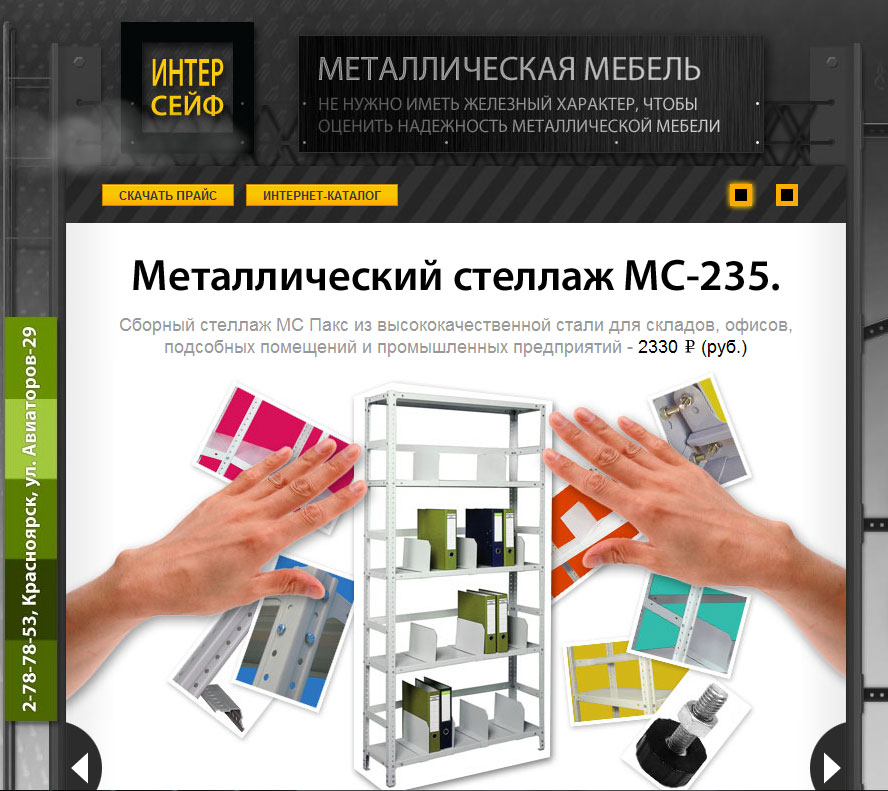 ИНТЕР
СЕЙФ
МЕТАЛЛИЧЕСКАЯ МЕБЕЛЬ
НЕ НУЖНО ИМЕТЬ ЖЕЛЕЗНЫЙ ХАРАКТЕР, ЧТОБЫ
ОЦЕНИТЬ НАДЕЖНОСТЬ МЕТАЛЛИЧЕСКОЙ МЕБЕЛИ
СКАЧАТЬ ПРАЙС
ИНТЕРНЕТ-КАТАЛОГ
Металлический стеллаж МС-235.
Сборный стеллаж МС Пакс из высококачественной стали для складов, офисов,
подсобных помещений и промышленных предприятий - 2330 ₽ (руб.)
2-78-78-53, Красноярск, ул. Авиаторов-29